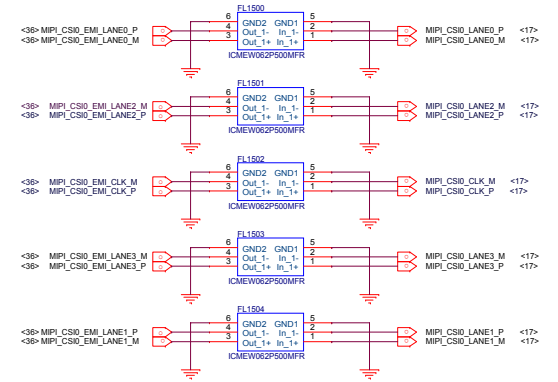 FL1500
6 GND2 GND1 5
<36> MIPI_CSI0_EMI_LANE0_P 4 Out_1- In_1- 2 MIPI_CSI0_LANE0_P <17>
<36> MIPI_CSI0_EMI_LANE0_M 3 Out_1+ In_1+ 1 MIPI_CSI0_LANE0_M <17>
ICMEW062P500MFR
FL1501
6 GND2 GND1 5
<36> MIPI_CSI0_EMI_LANE2_M 4 Out_1- In_1- 2 MIPI_CSI0_LANE2_M <17>
<36> MIPI_CSI0_EMI_LANE2_P 3 Out_1+ In_1+ 1 MIPI_CSI0_LANE2_P <17>
ICMEW062P500MFR
FL1502
6 GND2 GND1 5
<36> MIPI_CSI0_EMI_CLK_M 4 Out_1- In_1- 2 MIPI_CSI0_CLK_M <17>
<36> MIPI_CSI0_EMI_CLK_P 3 Out_1+ In_1+ 1 MIPI_CSI0_CLK_P <17>
ICMEW062P500MFR
FL1503
6 GND2 GND1 5
<36> MIPI_CSI0_EMI_LANE3_M 4 Out_1- In_1- 2 MIPI_CSI0_LANE3_M <17>
<36> MIPI_CSI0_EMI_LANE3_P 3 Out_1+ In_1+ 1 MIPI_CSI0_LANE3_P <17>
ICMEW062P500MFR
FL1504
6 GND2 GND1 5
<36> MIPI_CSI0_EMI_LANE1_P 4 Out_1- In_1- 2 MIPI_CSI0_LANE1_P <17>
<36> MIPI_CSI0_EMI_LANE1_M 3 Out_1+ In_1+ 1 MIPI_CSI0_LANE1_M <17>
ICMEW062P500MFR